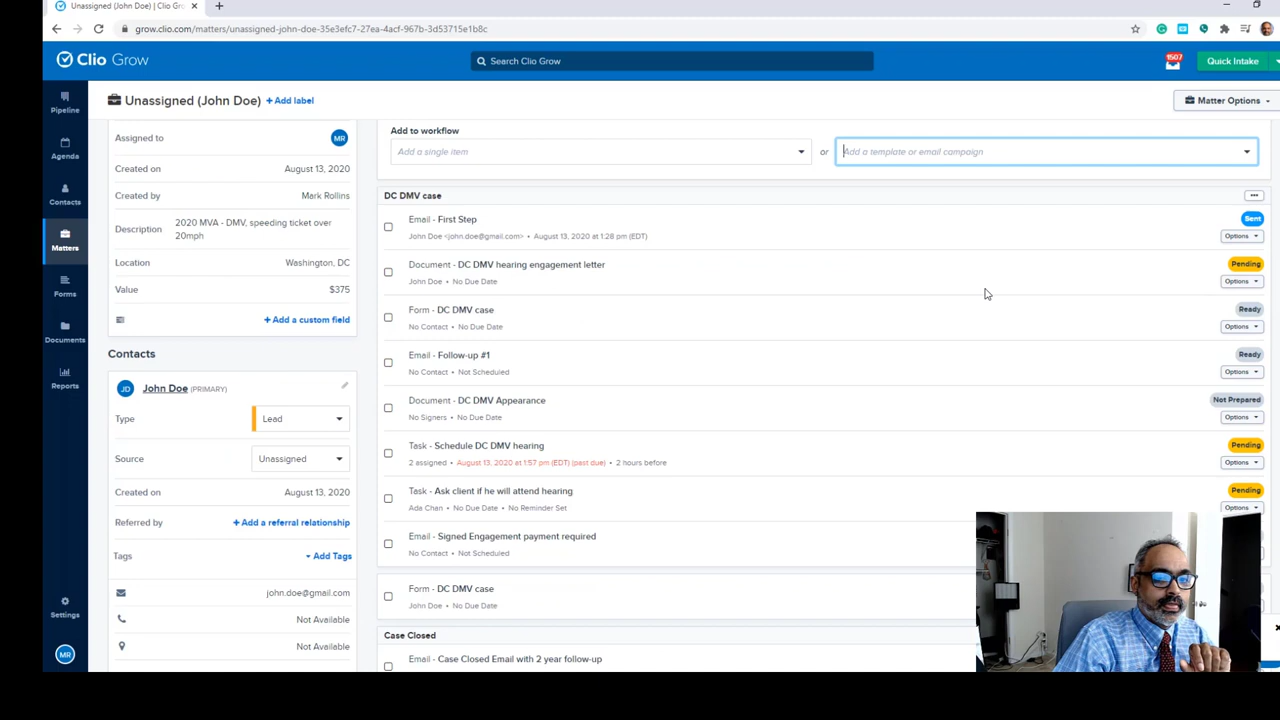 Unassigned (John Doe) | Clio Gro
grow.clio.com/matters/unassigned-john-doe-35e3efc7-27ea-4acf-967b-3d53715e1b8c
Clio Grow
Search Clio Grow
1507
Quick Intake
Unassigned (John Doe) + Add label
Matter Options
Pipeline
Agenda
Contacts
Matters
Forms
Documents
Reports
Settings
MR
Assigned to MR
Created on August 13, 2020
Created by Mark Rollins
Description 2020 MVA - DMV, speeding ticket over
20mph
Location Washington, DC
Value $375
+ Add a custom field
Contacts
JD John Doe (PRIMARY)
Type Lead
Source Unassigned
Created on August 13, 2020
Referred by + Add a referral relationship
Tags Add Tags
john.doe@gmail.com
Not Available
Not Available
Add to workflow
Add a single item or Add a template or email campaign
DC DMV case
Email - First Step Sent
John Doe <john.doe@gmail.com> • August 13, 2020 at 1:28 pm (EDT) Options
Document - DC DMV hearing engagement letter Pending
John Doe • No Due Date Options
Form - DC DMV case Ready
No Contact • No Due Date Options
Email - Follow-up #1 Ready
No Contact • Not Scheduled Options
Document - DC DMV Appearance Not Prepared
No Signers • No Due Date Options
Task - Schedule DC DMV hearing Pending
2 assigned • August 13, 2020 at 1:57 pm (EDT) (past due) • 2 hours before Options
Task - Ask client if he will attend hearing Pending
Ada Chan • No Due Date • No Reminder Set Options
Email - Signed Engagement payment required
No Contact • Not Scheduled
Form - DC DMV case
John Doe • No Due Date
Case Closed
Email - Case Closed Email with 2 year follow-up